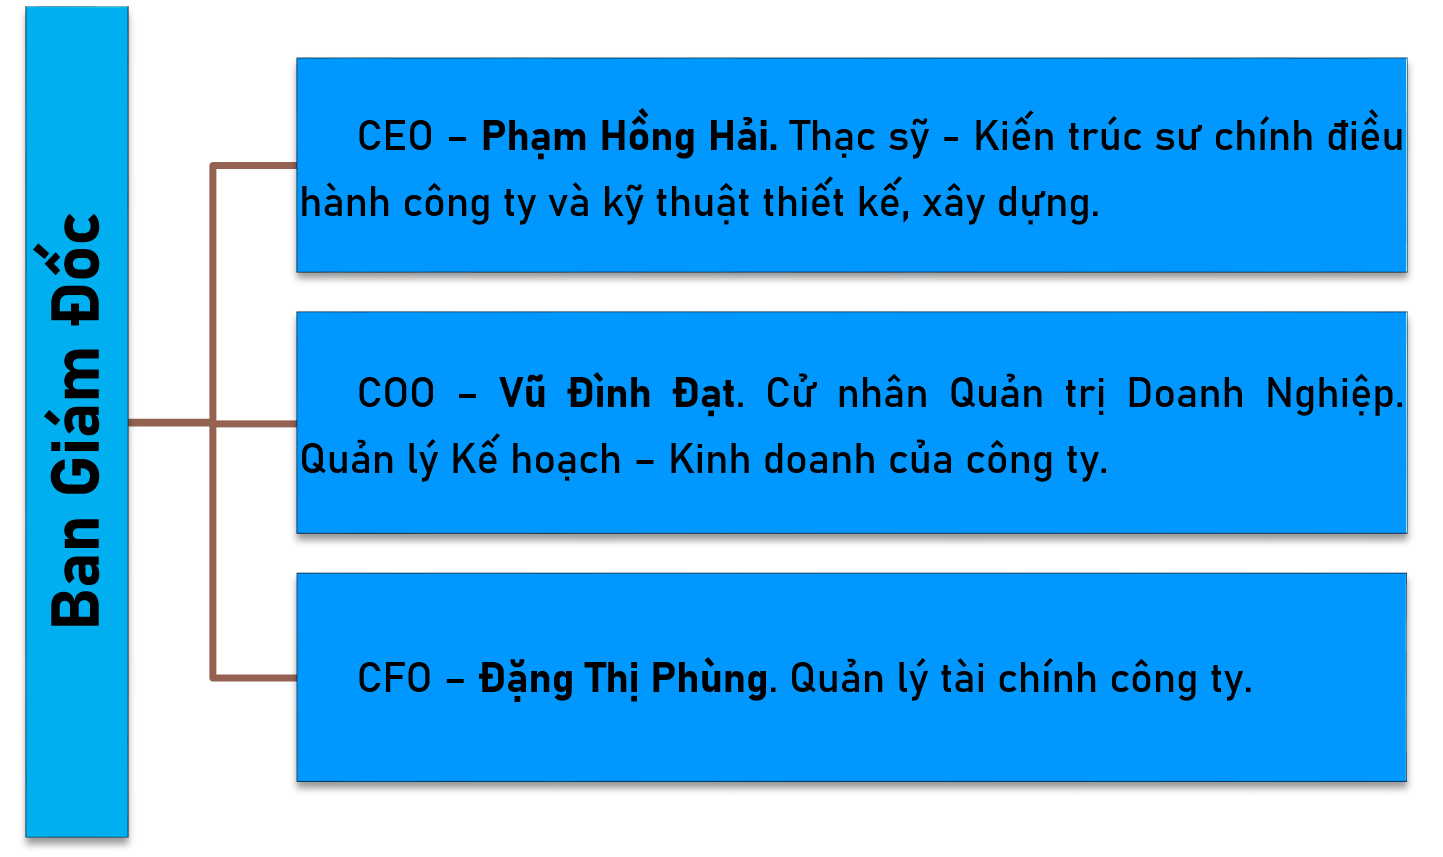 Ban Giám Đốc
CEO – Phạm Hồng Hải. Thạc sỹ - Kiến trúc sư chính điều
hành công ty và kỹ thuật thiết kế, xây dựng.
COO – Vũ Đình Đạt. Cử nhân Quản trị Doanh Nghiệp.
Quản lý Kế hoạch – Kinh doanh của công ty.
CFO – Đặng Thị Phùng. Quản lý tài chính công ty.